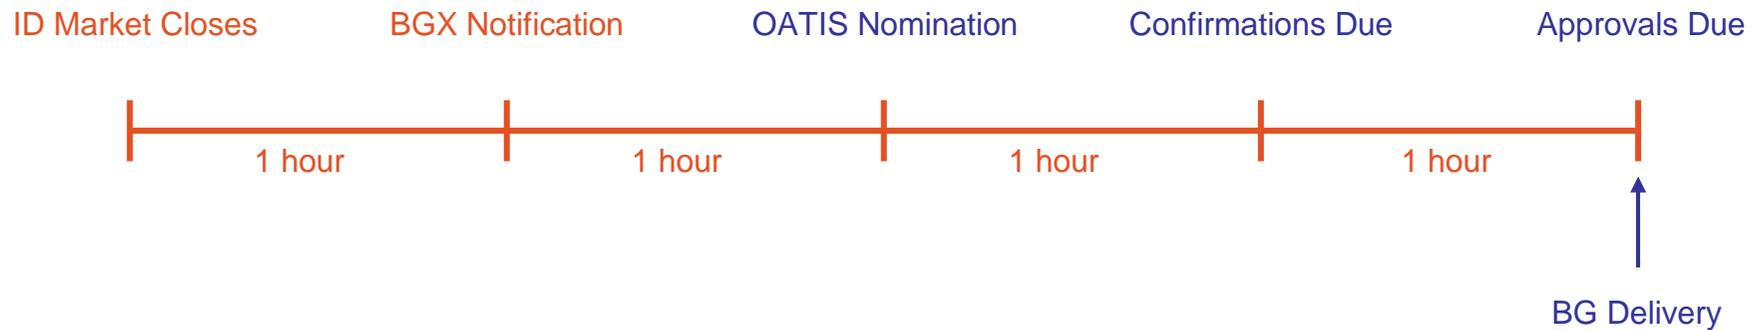 ID Market Closes
BGX Notification
OATIS Nomination
Confirmations Due
Approvals Due
1 hour
1 hour
1 hour
1 hour
BG Delivery